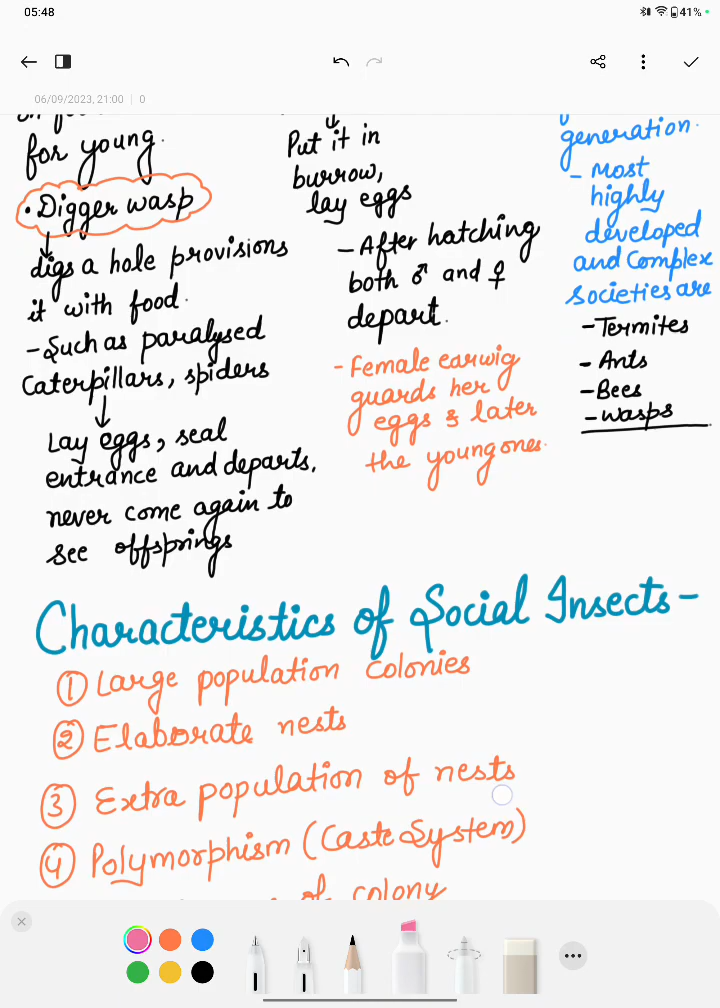 05:48
41%
06/09/2023, 21:00 | 0
for young.
• Digger wasp
digs a hole provisions
it with food.
- Such as paralysed
Caterpillars, spiders
Lay eggs, seal
entrance and departs,
never come again to
see offsprings
Put it in
burrow,
lay eggs
- After hatching
both ♂ and ♀
depart.
- Female earwig
guards her
eggs & later
the young ones.
generation.
- Most
highly
developed
and Complex
Societies are
- Termites
- Ants
- Bees
- wasps
Characteristics of Social Insects -
① Large population colonies
② Elaborate nests
③ Extra population of nests
④ Polymorphism (Caste System)
of colony